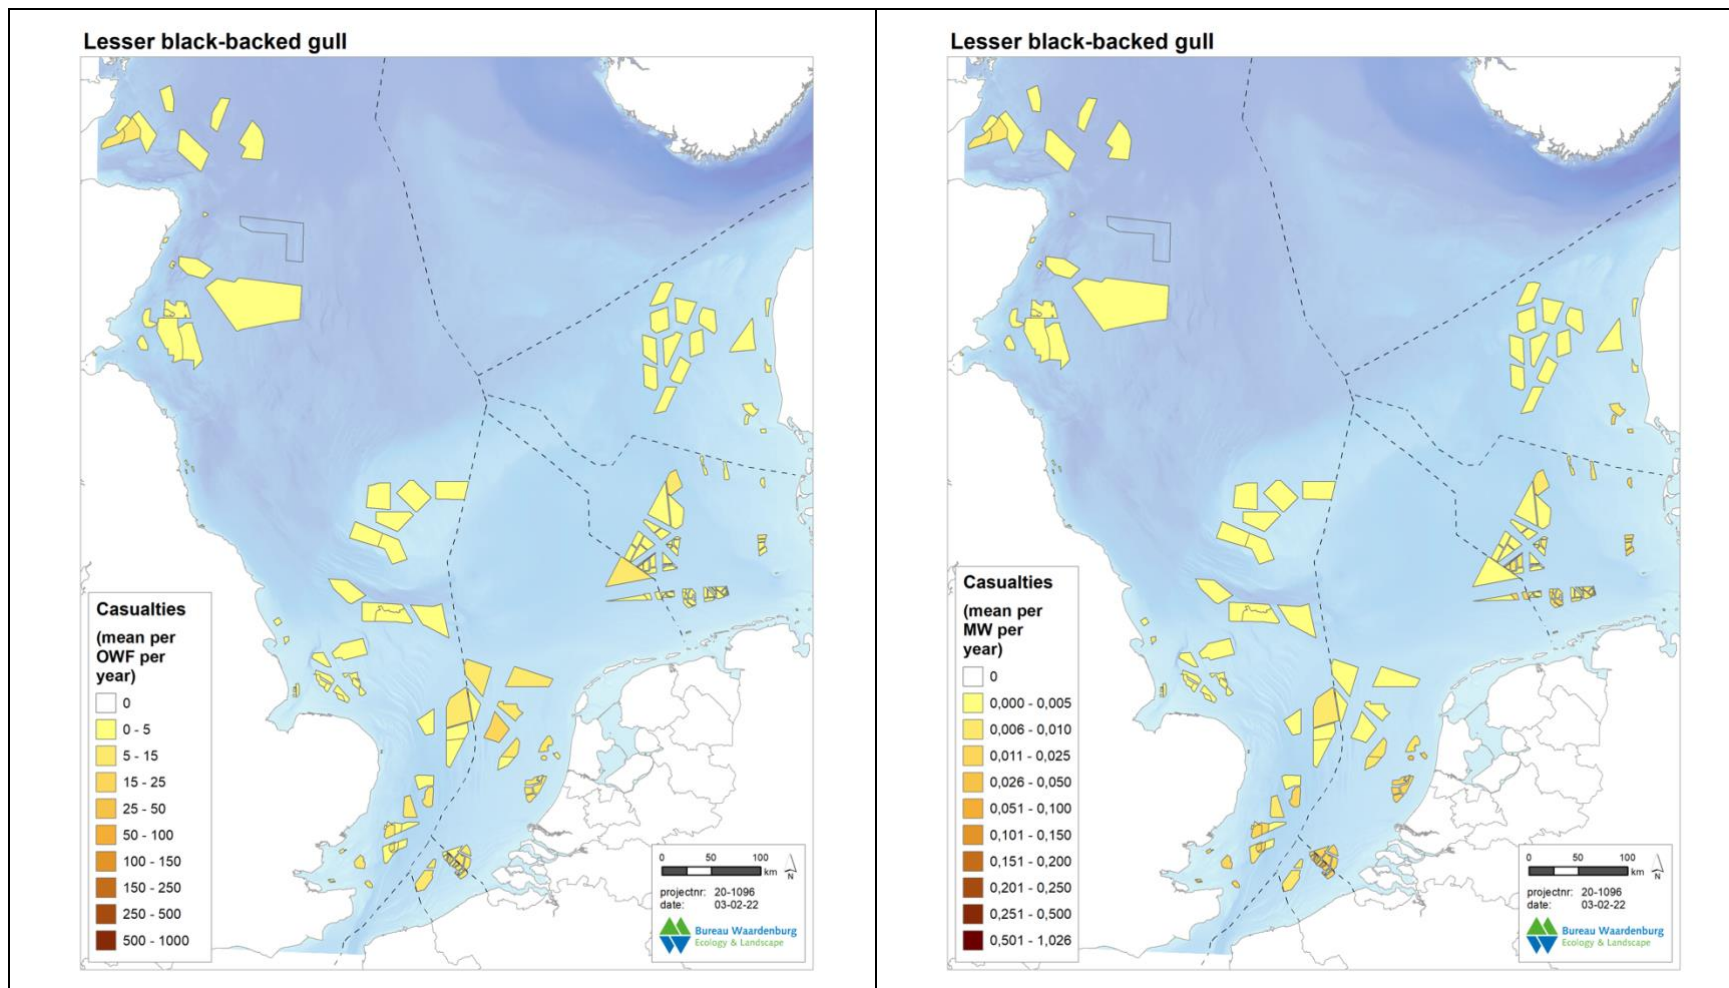 Lesser black-backed gull
Casualties
(mean per
OWF per
year)
0
0 - 5
5 - 15
15 - 25
25 - 50
50 - 100
100 - 150
150 - 250
250 - 500
500 - 1000
0 50 100
km
N
projectnr: 20-1096
date: 03-02-22
Bureau Waardenburg
Ecology & Landscape
Lesser black-backed gull
Casualties
(mean per
MW per
year)
0
0,000 - 0,005
0,006 - 0,010
0,011 - 0,025
0,026 - 0,050
0,051 - 0,100
0,101 - 0,150
0,151 - 0,200
0,201 - 0,250
0,251 - 0,500
0,501 - 1,026
0 50 100
km
N
projectnr: 20-1096
date: 03-02-22
Bureau Waardenburg
Ecology & Landscape